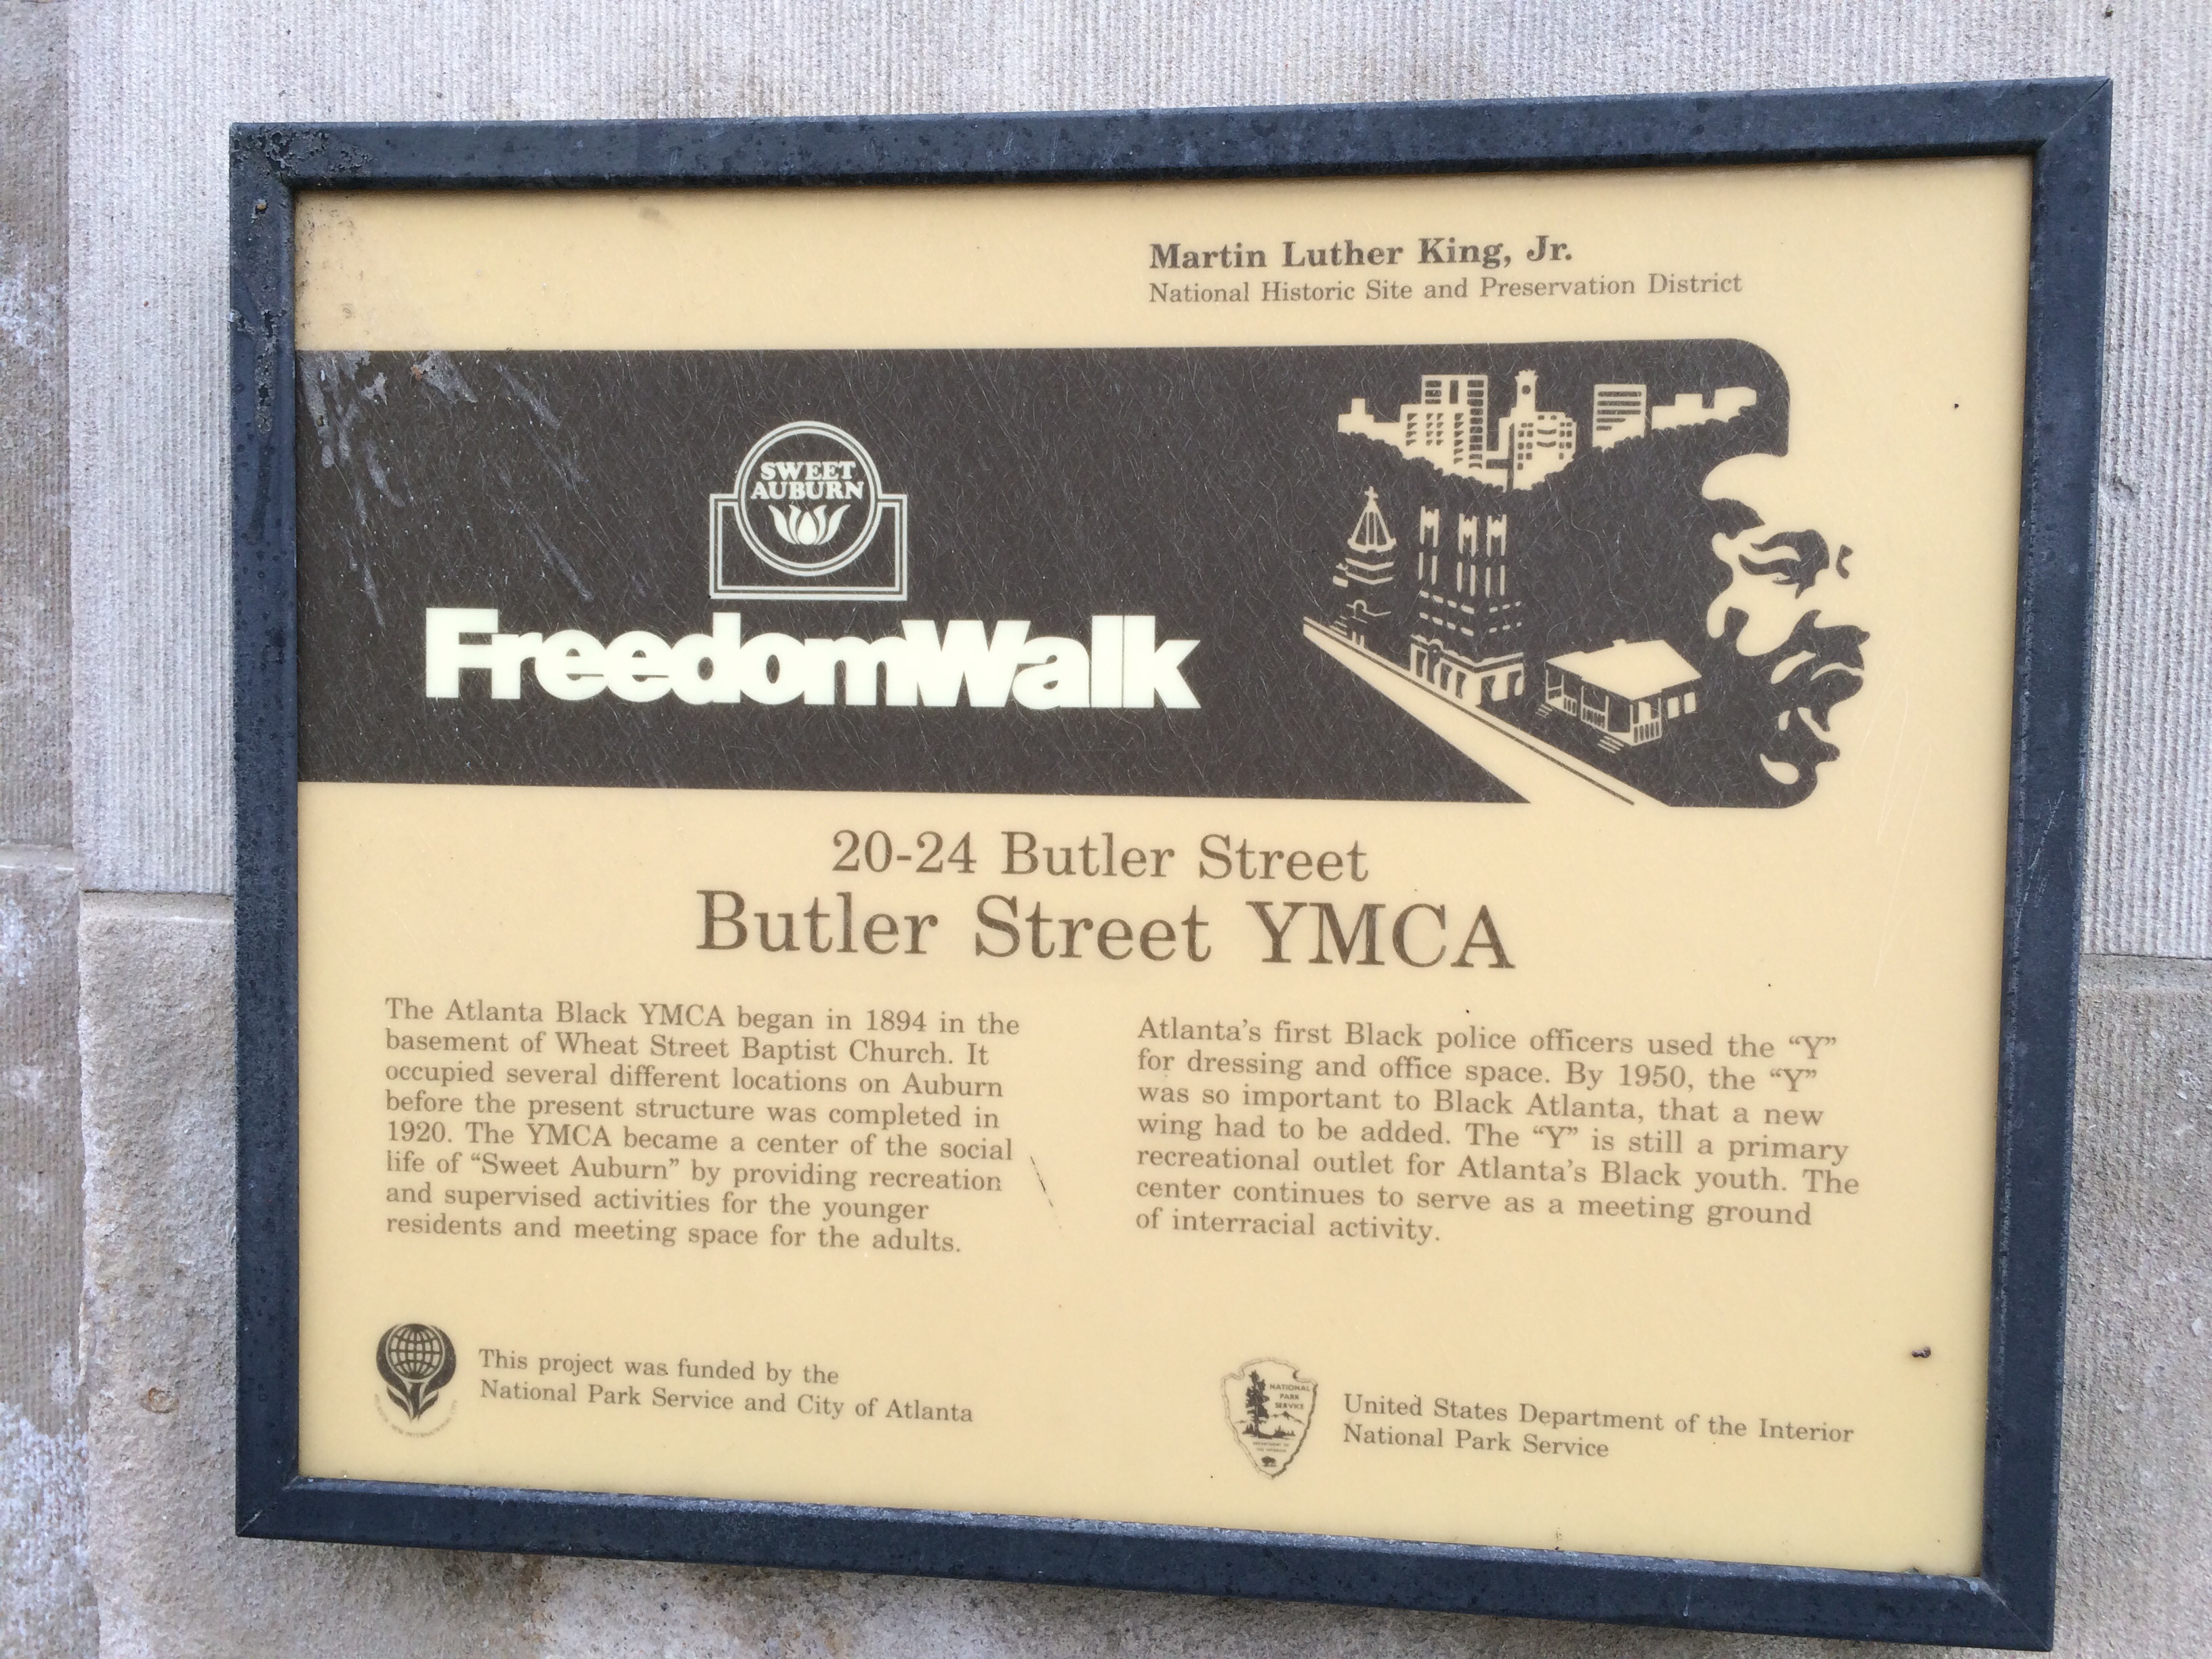 Martin Luther King, Jr.
National Historic Site and Preservation District
SWEET
AUBURN
FreedomWalk
20-24 Butler Street
Butler Street YMCA
The Atlanta Black YMCA began in 1894 in the
basement of Wheat Street Baptist Church. It
occupied several different locations on Auburn
before the present structure was completed in
1920. The YMCA became a center of the social
life of “Sweet Auburn” by providing recreation
and supervised activities for the younger
residents and meeting space for the adults.
Atlanta’s first Black police officers used the “Y”
for dressing and office space. By 1950, the “Y”
was so important to Black Atlanta, that a new
wing had to be added. The “Y” is still a primary
recreational outlet for Atlanta’s Black youth. The
center continues to serve as a meeting ground
of interracial activity.
This project was funded by the
National Park Service and City of Atlanta
NATIONAL
PARK
SERVICE
United States Department of the Interior
National Park Service